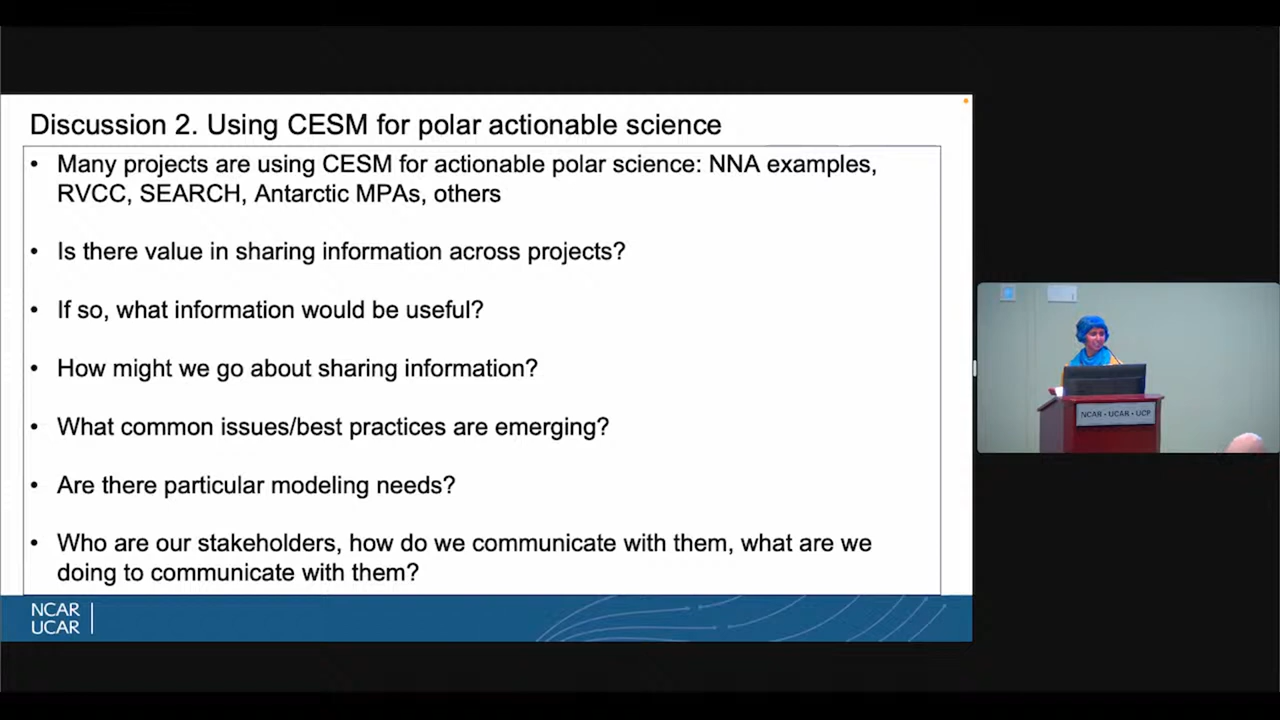 Discussion 2. Using CESM for polar actionable science
• Many projects are using CESM for actionable polar science: NNA examples,
RVCC, SEARCH, Antarctic MPAs, others
• Is there value in sharing information across projects?
• If so, what information would be useful?
• How might we go about sharing information?
• What common issues/best practices are emerging?
• Are there particular modeling needs?
• Who are our stakeholders, how do we communicate with them, what are we
doing to communicate with them?
NCAR
UCAR
NCAR • UCAR • UCP